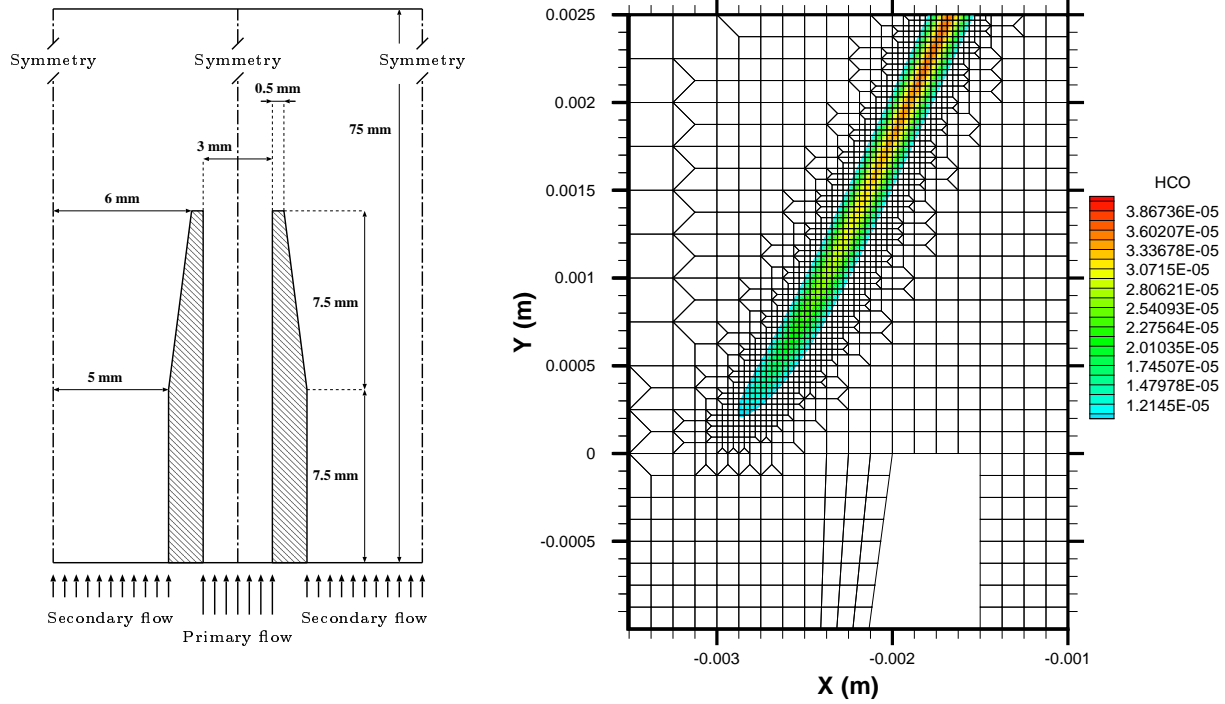 Symmetry Symmetry Symmetry
0.5 mm
75 mm
3 mm
6 mm
7.5 mm
5 mm
7.5 mm
Secondary flow Primary flow Secondary flow
0.0025
0.002
0.0015
0.001
0.0005
0
-0.0005
Y (m)
-0.003 -0.002 -0.001
X (m)
HCO
3.86736E-05
3.60207E-05
3.33678E-05
3.0715E-05
2.80621E-05
2.54093E-05
2.27564E-05
2.01035E-05
1.74507E-05
1.47978E-05
1.2145E-05